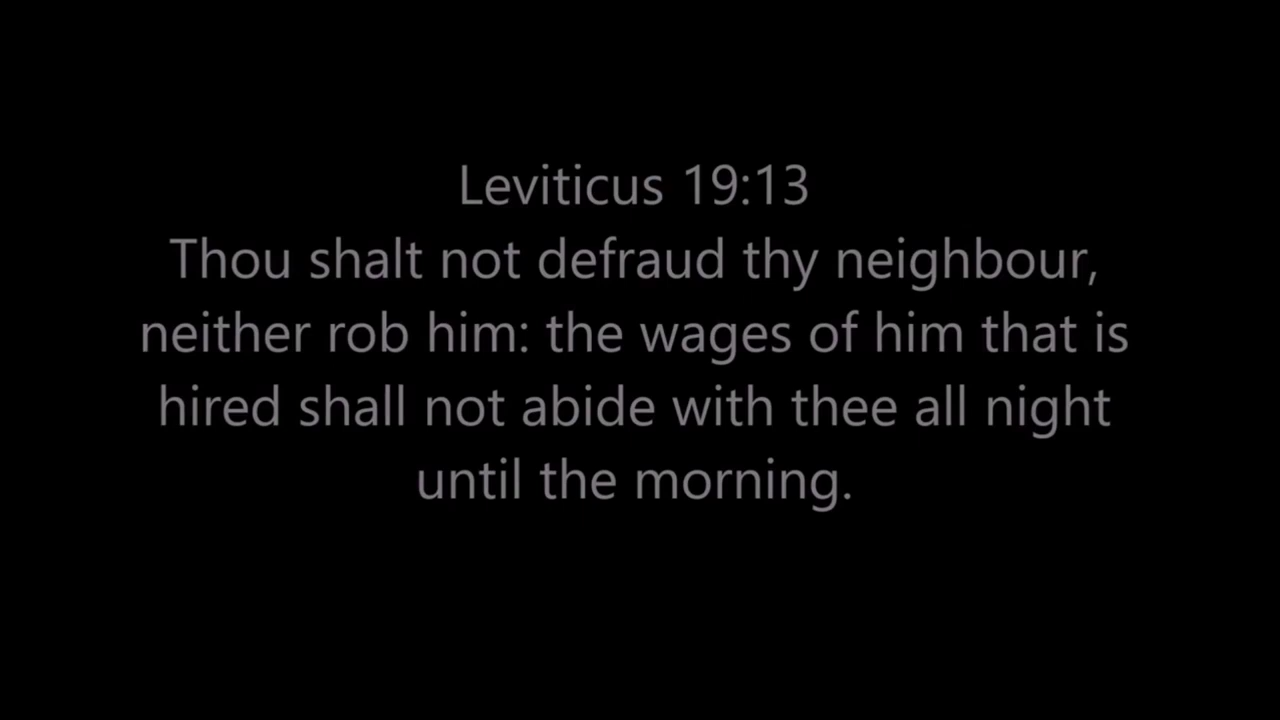 Leviticus 19:13
Thou shalt not defraud thy neighbour,
neither rob him: the wages of him that is
hired shall not abide with thee all night
until the morning.